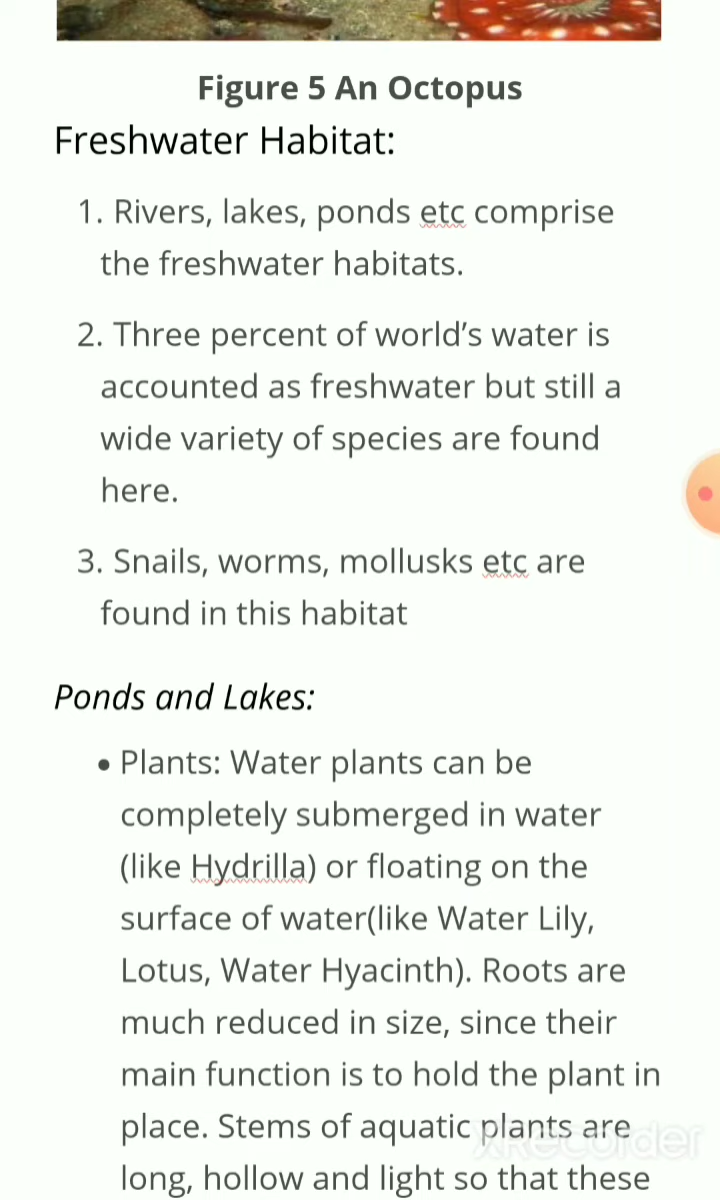 Figure 5 An Octopus
Freshwater Habitat:
1. Rivers, lakes, ponds etc comprise
the freshwater habitats.
2. Three percent of world’s water is
accounted as freshwater but still a
wide variety of species are found
here.
3. Snails, worms, mollusks etc are
found in this habitat
Ponds and Lakes:
• Plants: Water plants can be
completely submerged in water
(like Hydrilla) or floating on the
surface of water(like Water Lily,
Lotus, Water Hyacinth). Roots are
much reduced in size, since their
main function is to hold the plant in
place. Stems of aquatic plants are
XRecorder
long, hollow and light so that these